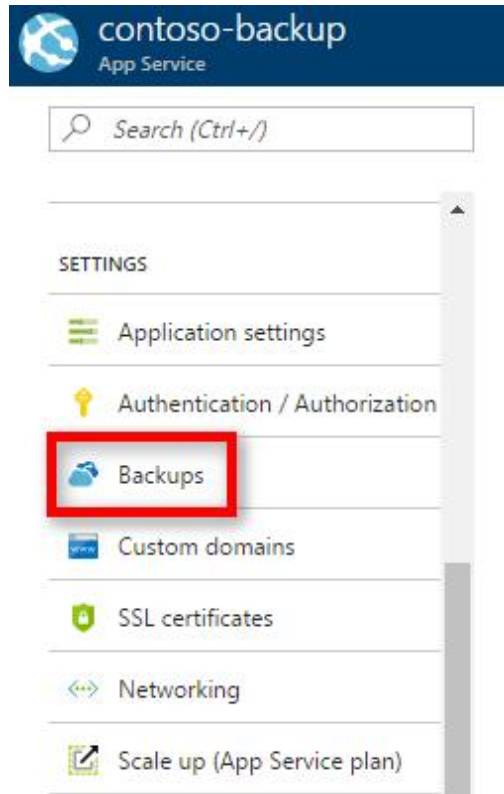 contoso-backup
App Service
Search (Ctrl+/)
SETTINGS
Application settings
Authentication / Authorization
Backups
Custom domains
www
SSL certificates
Networking
Scale up (App Service plan)